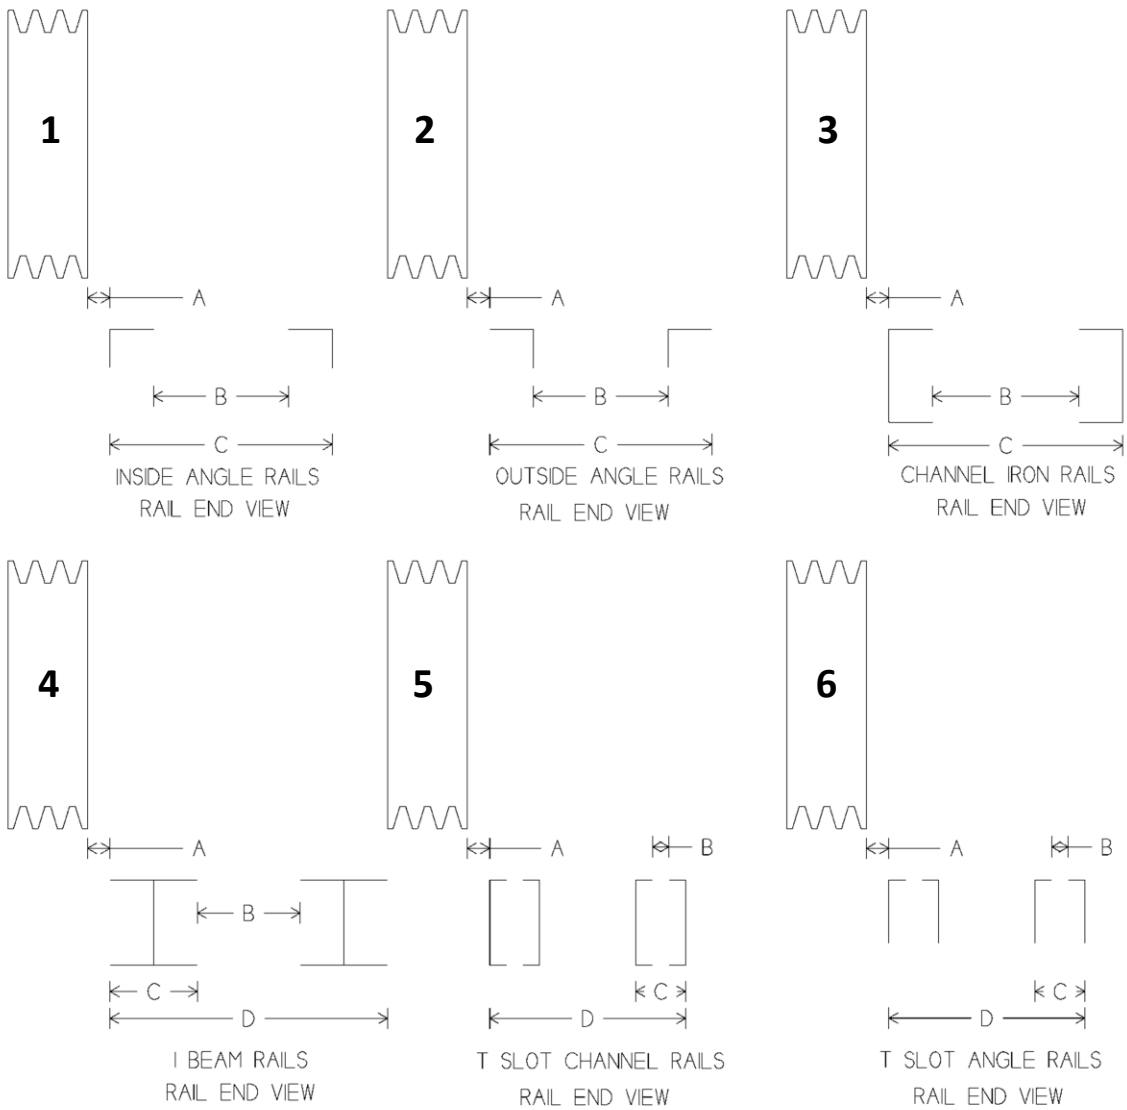 1
A
B
C
INSIDE ANGLE RAILS
RAIL END VIEW
2
A
B
C
OUTSIDE ANGLE RAILS
RAIL END VIEW
3
A
B
C
CHANNEL IRON RAILS
RAIL END VIEW
4
A
B
C
D
I BEAM RAILS
RAIL END VIEW
5
A
B
C
D
T SLOT CHANNEL RAILS
RAIL END VIEW
6
A
B
C
D
T SLOT ANGLE RAILS
RAIL END VIEW